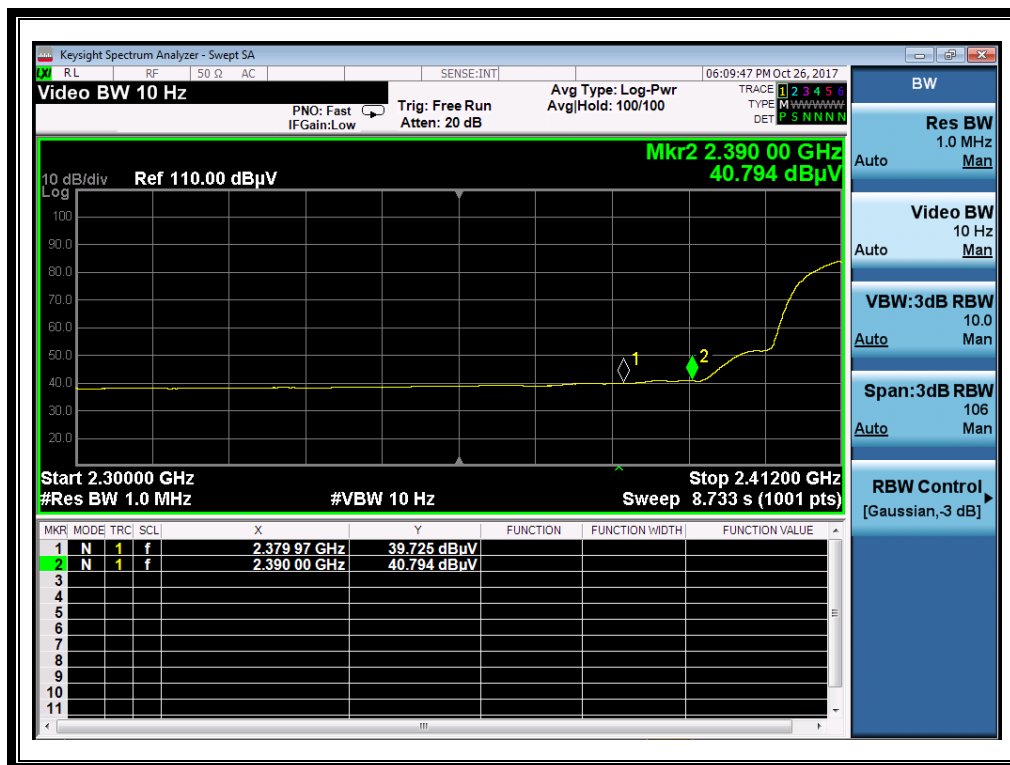 Keysight Spectrum Analyzer - Swept SA
LXI RL RF 50 Ω AC SENSE:INT 06:09:47 PM Oct 26, 2017
Video BW 10 Hz
PNO: Fast
IFGain:Low
Trig: Free Run
Atten: 20 dB
Avg Type: Log-Pwr
Avg|Hold: 100/100
TRACE 1 2 3 4 5 6
TYPE M WWWWW
DET P S N N N N
Mkr2 2.390 00 GHz
40.794 dBµV
10 dB/div Ref 110.00 dBµV
Log
100
90.0
80.0
70.0
60.0
50.0
40.0
30.0
20.0
1
2
Start 2.30000 GHz Stop 2.41200 GHz
#Res BW 1.0 MHz #VBW 10 Hz Sweep 8.733 s (1001 pts)
MKR MODE TRC SCL X Y FUNCTION FUNCTION WIDTH FUNCTION VALUE
1 N 1 f 2.379 97 GHz 39.725 dBµV
2 N 1 f 2.390 00 GHz 40.794 dBµV
3
4
5
6
7
8
9
10
11
BW
Res BW
1.0 MHz
Auto Man
Video BW
10 Hz
Auto Man
VBW:3dB RBW
10.0
Auto Man
Span:3dB RBW
106
Auto Man
RBW Control
[Gaussian,-3 dB]